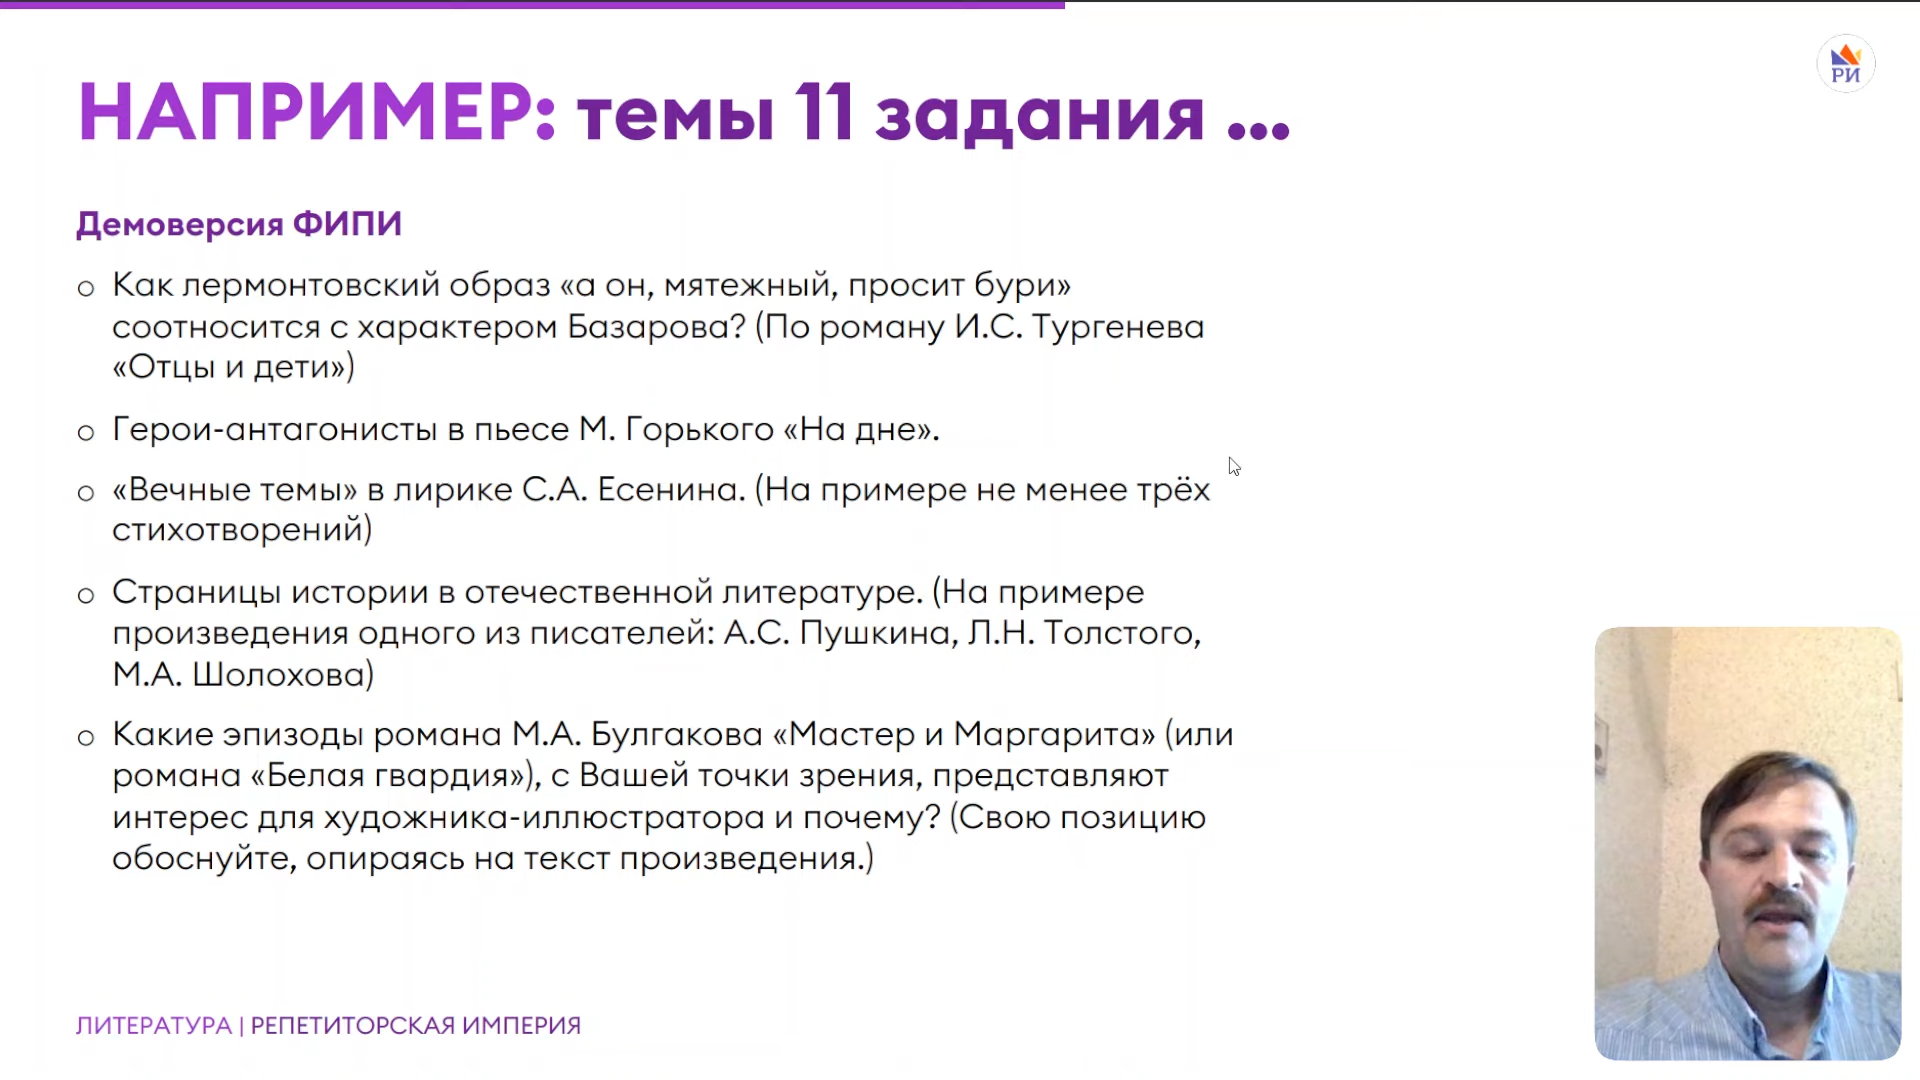 РИ
НАПРИМЕР: темы 11 задания ...
Демоверсия ФИПИ
o Как лермонтовский образ «а он, мятежный, просит бури»
соотносится с характером Базарова? (По роману И.С. Тургенева
«Отцы и дети»)
o Герои-антагонисты в пьесе М. Горького «На дне».
o «Вечные темы» в лирике С.А. Есенина. (На примере не менее трёх
стихотворений)
o Страницы истории в отечественной литературе. (На примере
произведения одного из писателей: А.С. Пушкина, Л.Н. Толстого,
М.А. Шолохова)
o Какие эпизоды романа М.А. Булгакова «Мастер и Маргарита» (или
романа «Белая гвардия»), с Вашей точки зрения, представляют
интерес для художника-иллюстратора и почему? (Свою позицию
обоснуйте, опираясь на текст произведения.)
ЛИТЕРАТУРА | РЕПЕТИТОРСКАЯ ИМПЕРИЯ